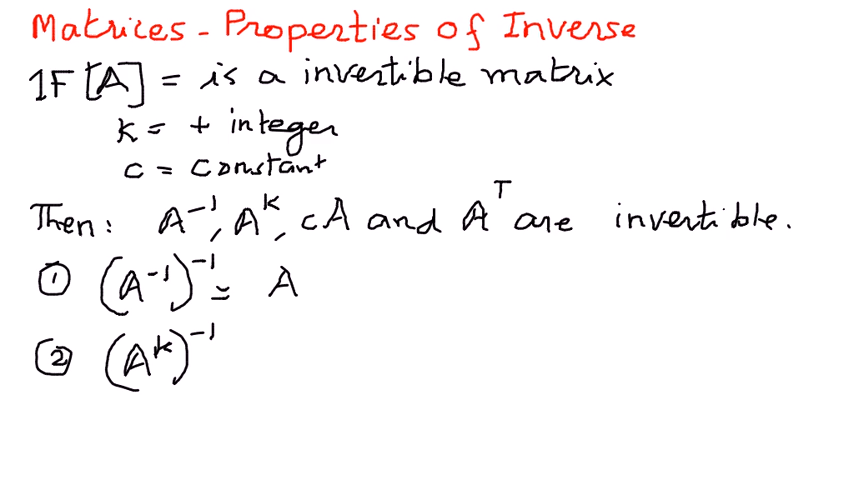 Matrices - Properties of Inverse
IF [A] = is a invertible matrix
k = + integer
c = constant
Then: A⁻¹, Aᵏ, cA and Aᵀ are invertible.
① (A⁻¹)⁻¹ = A
② (Aᵏ)⁻¹